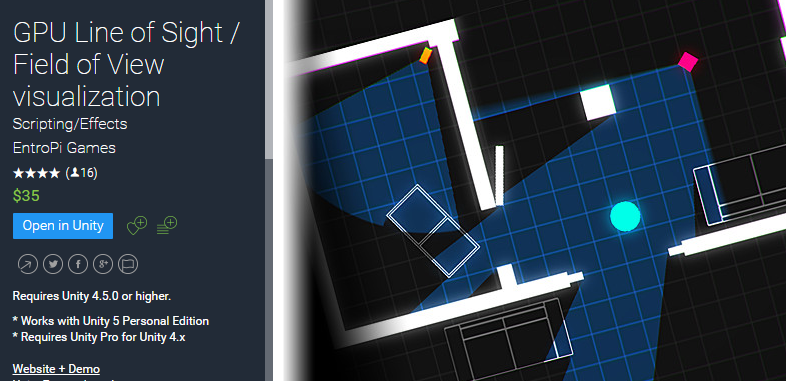 GPU Line of Sight /
Field of View
visualization
Scripting/Effects
EntroPi Games
★★★★ (16)
$35
Open in Unity
Requires Unity 4.5.0 or higher.
* Works with Unity 5 Personal Edition
* Requires Unity Pro for Unity 4.x
Website + Demo